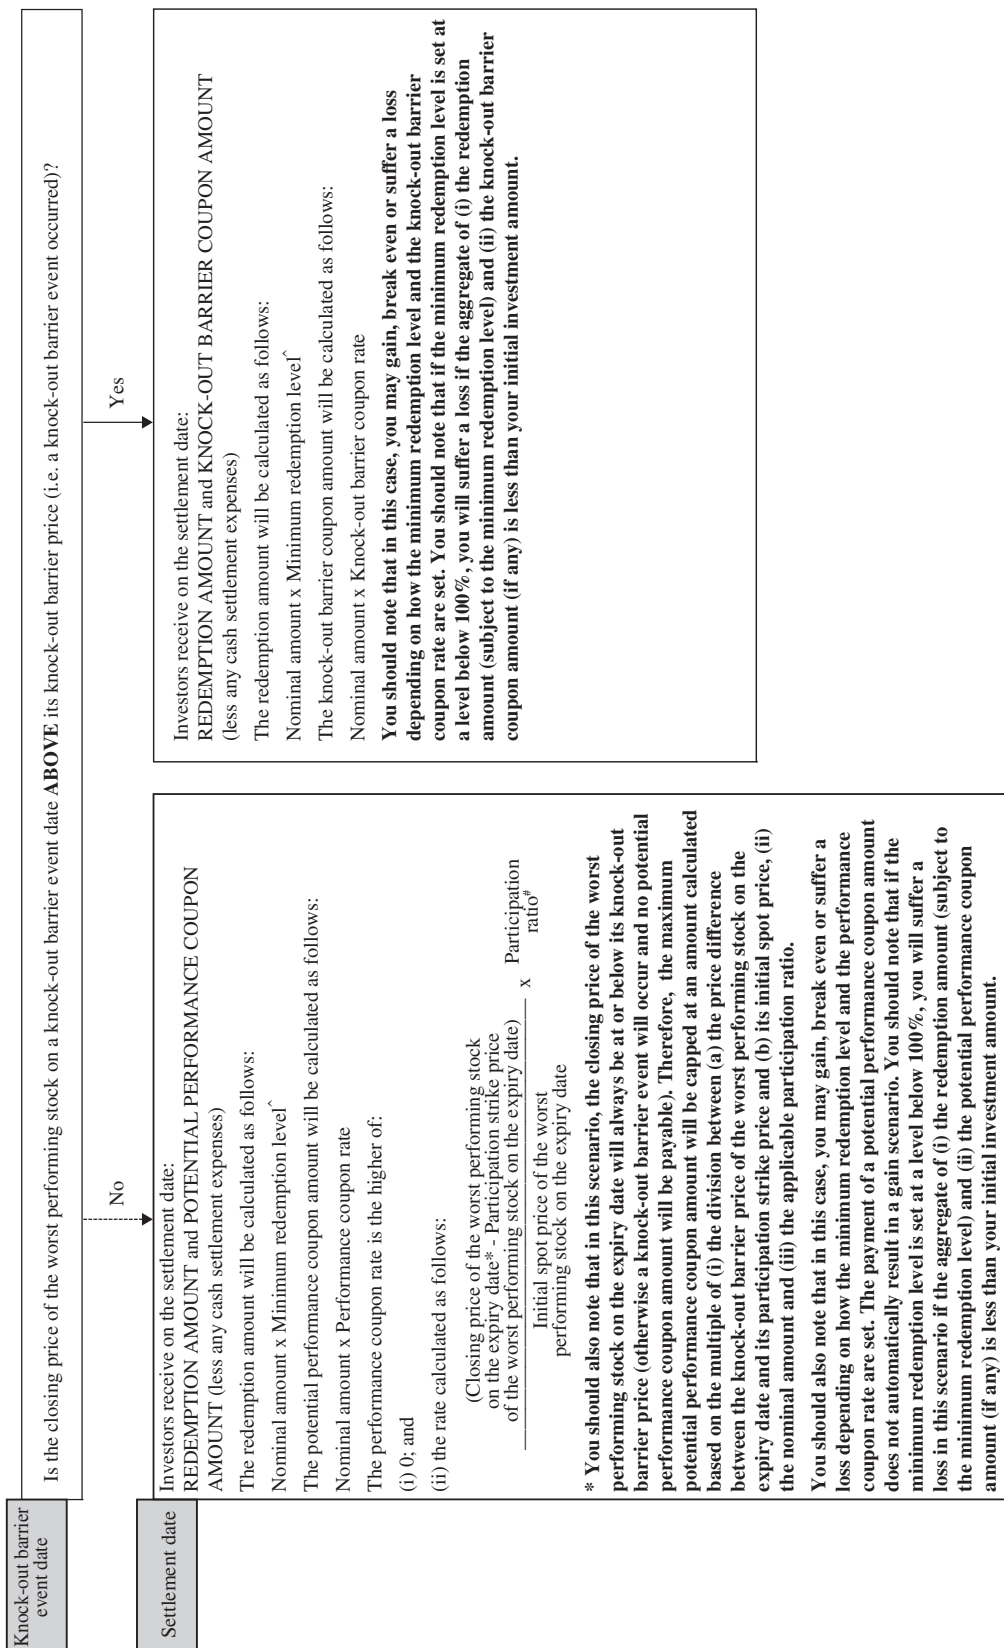 Knock-out barrier
event date
Is the closing price of the worst performing stock on a knock-out barrier event date ABOVE its knock-out barrier price (i.e. a knock-out barrier event occurred)?
No
Yes
Settlement date
Investors receive on the settlement date:
REDEMPTION AMOUNT and POTENTIAL PERFORMANCE COUPON
AMOUNT (less any cash settlement expenses)
The redemption amount will be calculated as follows:
Nominal amount x Minimum redemption level^
The potential performance coupon amount will be calculated as follows:
Nominal amount x Performance coupon rate
The performance coupon rate is the higher of:
(i) 0; and
(ii) the rate calculated as follows:
(Closing price of the worst performing stock
on the expiry date* - Participation strike price
of the worst performing stock on the expiry date)
Initial spot price of the worst
performing stock on the expiry date
x
Participation
ratio#
* You should also note that in this scenario, the closing price of the worst
performing stock on the expiry date will always be at or below its knock-out
barrier price (otherwise a knock-out barrier event will occur and no potential
performance coupon amount will be payable). Therefore, the maximum
potential performance coupon amount will be capped at an amount calculated
based on the multiple of (i) the division between (a) the price difference
between the knock-out barrier price of the worst performing stock on the
expiry date and its participation strike price and (b) its initial spot price, (ii)
the nominal amount and (iii) the applicable participation ratio.
You should also note that in this case, you may gain, break even or suffer a
loss depending on how the minimum redemption level and the performance
coupon rate are set. The payment of a potential performance coupon amount
does not automatically result in a gain scenario. You should note that if the
minimum redemption level is set at a level below 100%, you will suffer a
loss in this scenario if the aggregate of (i) the redemption amount (subject to
the minimum redemption level) and (ii) the potential performance coupon
amount (if any) is less than your initial investment amount.
Investors receive on the settlement date:
REDEMPTION AMOUNT and KNOCK-OUT BARRIER COUPON AMOUNT
(less any cash settlement expenses)
The redemption amount will be calculated as follows:
Nominal amount x Minimum redemption level^
The knock-out barrier coupon amount will be calculated as follows:
Nominal amount x Knock-out barrier coupon rate
You should note that in this case, you may gain, break even or suffer a loss
depending on how the minimum redemption level and the knock-out barrier
coupon rate are set. You should note that if the minimum redemption level is set at
a level below 100%, you will suffer a loss if the aggregate of (i) the redemption
amount (subject to the minimum redemption level) and (ii) the knock-out barrier
coupon amount (if any) is less than your initial investment amount.